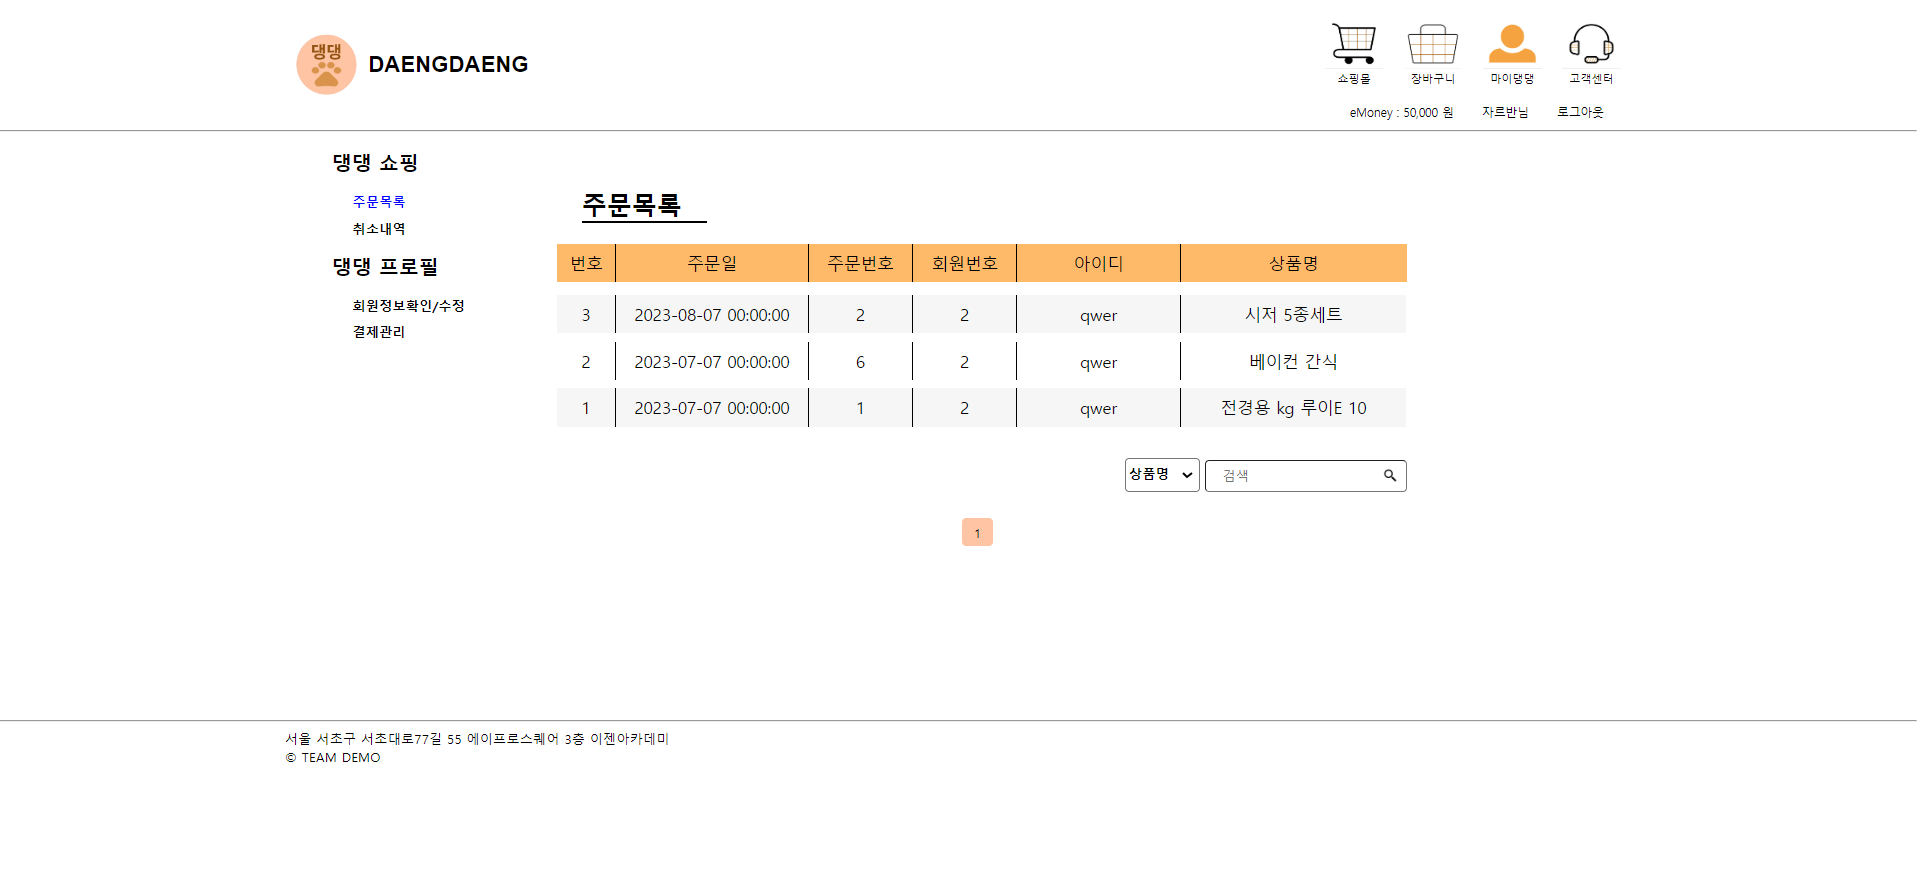 댕댕
DAENGDAENG
쇼핑몰 장바구니 마이댕댕 고객센터
eMoney : 50,000 원 자르반님 로그아웃
댕댕 쇼핑
주문목록
취소내역
댕댕 프로필
회원정보확인/수정
결제관리
주문목록
번호 주문일 주문번호 회원번호 아이디 상품명
3 2023-08-07 00:00:00 2 2 qwer 시저 5종세트
2 2023-07-07 00:00:00 6 2 qwer 베이컨 간식
1 2023-07-07 00:00:00 1 2 qwer 전경용 kg 루이E 10
상품명 검색
1
서울 서초구 서초대로77길 55 에이프로스퀘어 3층 이젠아카데미
© TEAM DEMO